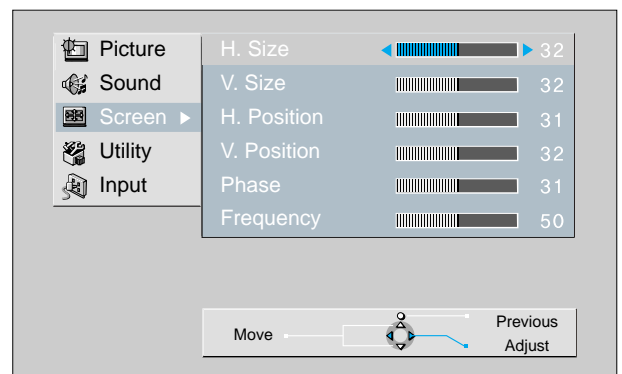 Picture
Sound
Screen
Utility
Input
H. Size 32
V. Size 32
H. Position 31
V. Position 32
Phase 31
Frequency 50
Move
Previous
Adjust